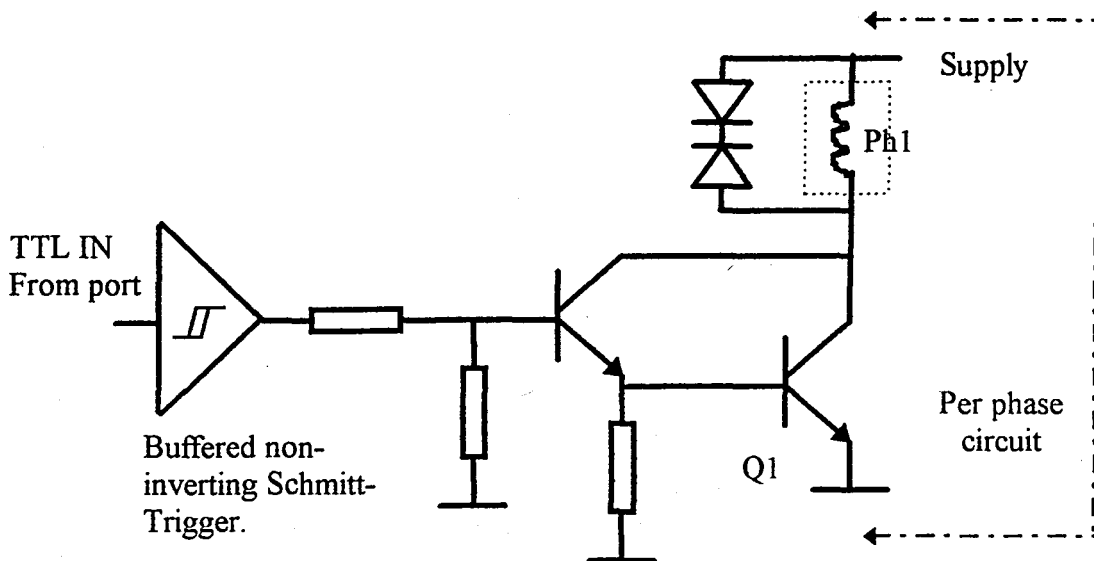 Supply
Ph1
TTL IN
From port
Buffered non-
inverting Schmitt-
Trigger.
Q1
Per phase
circuit